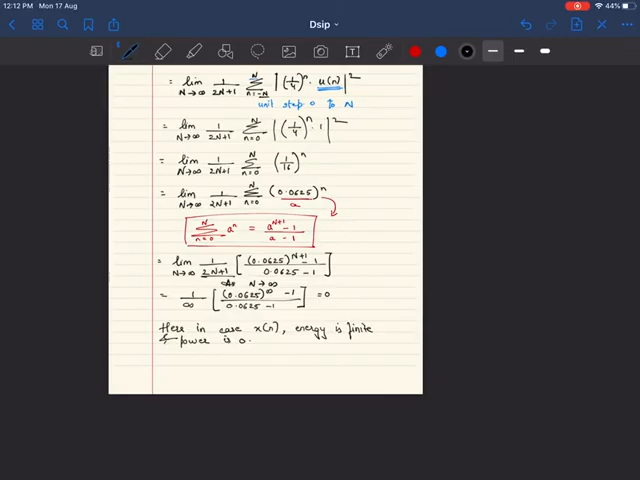 12:12 PM Mon 17 Aug
44%
Dsip
= lim N→∞ 1/(2N+1) Σ_{n=-N}^{N} |(1/4)^n · u(n)|^2
unit step 0 to N
= lim N→∞ 1/(2N+1) Σ_{n=0}^{N} |(1/4)^n · 1|^2
= lim N→∞ 1/(2N+1) Σ_{n=0}^{N} (1/16)^n
= lim N→∞ 1/(2N+1) Σ_{n=0}^{N} (0.0625)^n
a
Σ_{n=0}^{N} a^n = (a^{N+1} - 1)/(a - 1)
= lim N→∞ 1/(2N+1) [((0.0625)^{N+1} - 1)/(0.0625 - 1)]
As N→∞
= 1/∞ [((0.0625)^∞ - 1)/(0.0625 - 1)] = 0
Here in case x(n), energy is finite
& power is 0.